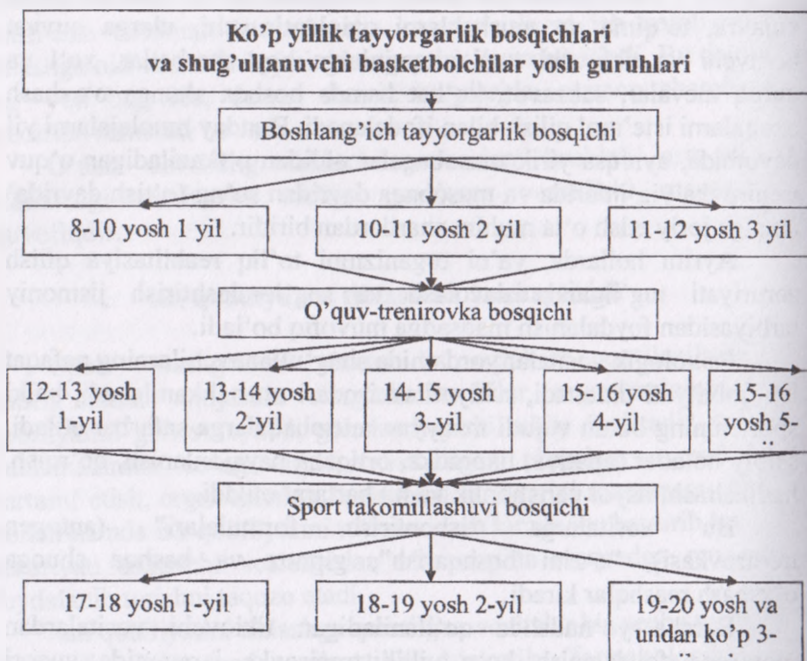 Ko'p yillik tayyorgarlik bosqichlari
va shug'ullanuvchi basketbolchilar yosh guruhlari
Boshlang'ich tayyorgarlik bosqichi
8-10 yosh 1 yil
10-11 yosh 2 yil
11-12 yosh 3 yil
O'quv-trenirovka bosqichi
12-13 yosh
1-yil
13-14 yosh
2-yil
14-15 yosh
3-yil
15-16 yosh
4-yil
15-16
yosh 5-
Sport takomillashuvi bosqichi
17-18 yosh 1-yil
18-19 yosh 2-yil
19-20 yosh va
undan ko'p 3-